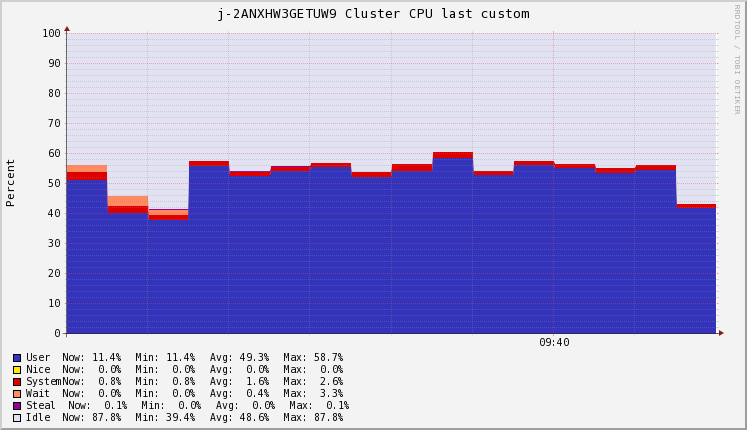 j-2ANXHW3GETUW9 Cluster CPU last custom
RRDTOOL / TOBI OETIKER
Percent
100
90
80
70
60
50
40
30
20
10
0
09:40
User Now: 11.4% Min: 11.4% Avg: 49.3% Max: 58.7%
Nice Now: 0.0% Min: 0.0% Avg: 0.0% Max: 0.0%
System Now: 0.8% Min: 0.8% Avg: 1.6% Max: 2.6%
Wait Now: 0.0% Min: 0.0% Avg: 0.4% Max: 3.3%
Steal Now: 0.1% Min: 0.0% Avg: 0.0% Max: 0.1%
Idle Now: 87.8% Min: 39.4% Avg: 48.6% Max: 87.8%